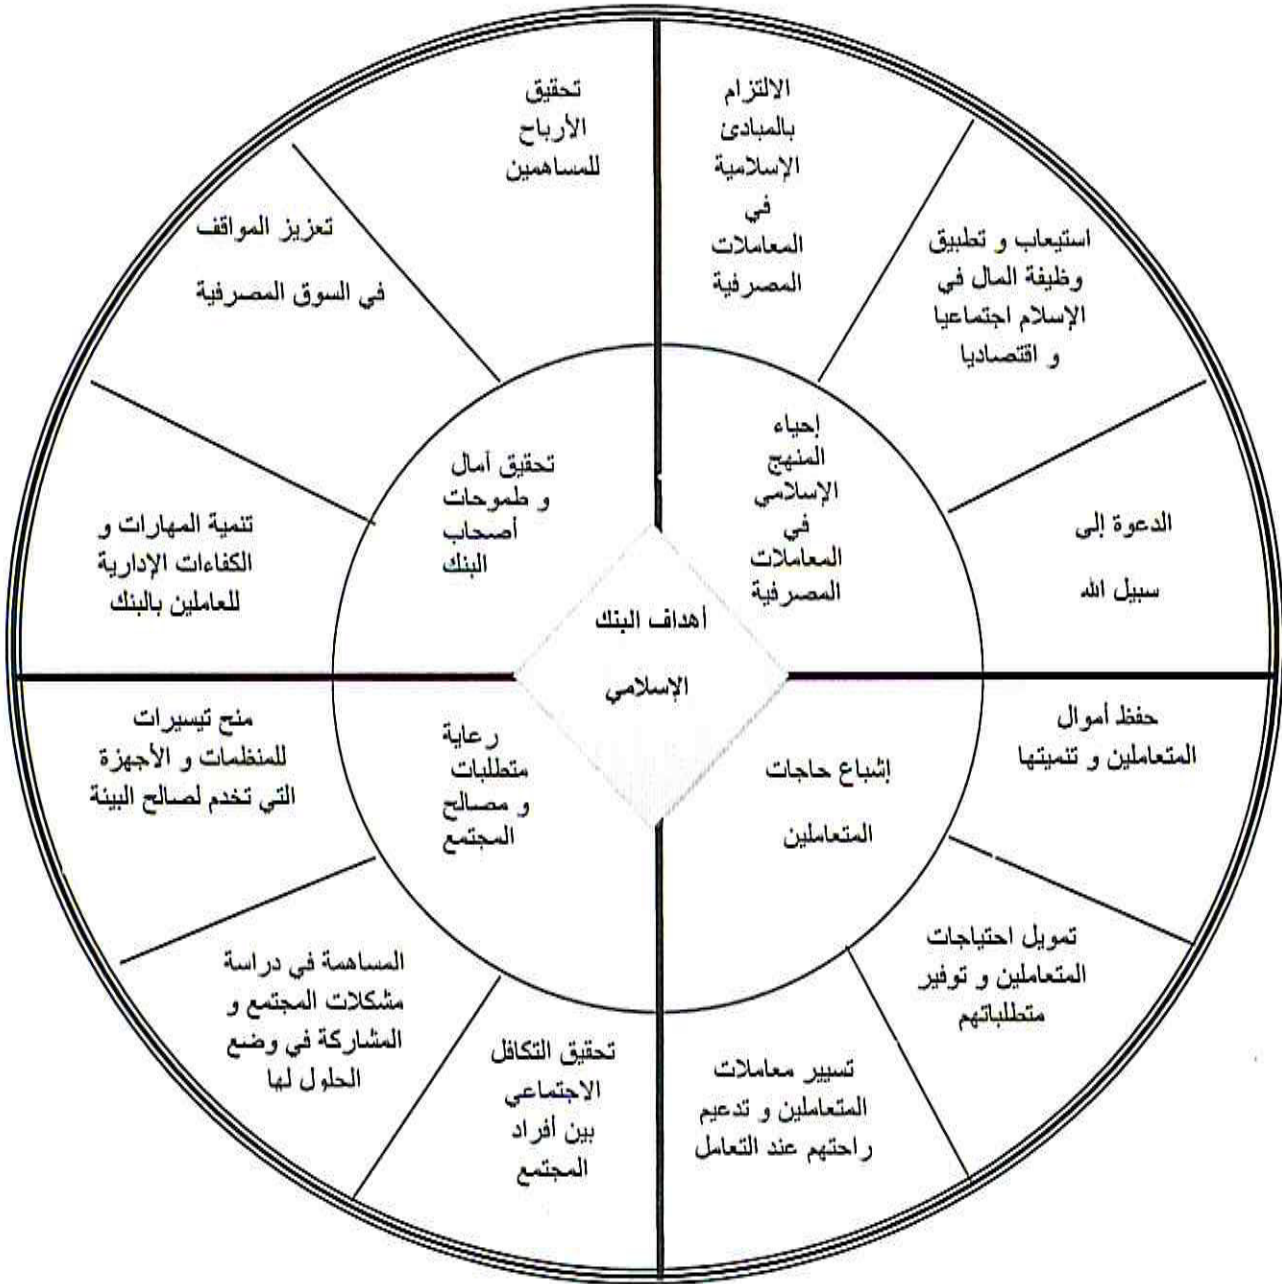 الالتزام
بالمبادئ
الإسلامية
في
المعاملات
المصرفية
استيعاب و تطبيق
وظيفة المال في
الإسلام اجتماعيا
و اقتصاديا
الدعوة إلى
سبيل الله
تحقيق
الأرباح
للمساهمين
تعزيز المواقف
في السوق المصرفية
تنمية المهارات و
الكفاءات الإدارية
للعاملين بالبنك
إحياء
المنهج
الإسلامي
في
المعاملات
المصرفية
تحقيق أمال
و طموحات
أصحاب
البنك
أهداف البنك
الإسلامي
إشباع حاجات
المتعاملين
رعاية
متطلبات
و مصالح
المجتمع
حفظ أموال
المتعاملين و تنميتها
تمويل احتياجات
المتعاملين و توفير
متطلباتهم
تسيير معاملات
المتعاملين و تدعيم
راحتهم عند التعامل
منح تيسيرات
للمنظمات و الأجهزة
التي تخدم لصالح البيئة
المساهمة في دراسة
مشكلات المجتمع و
المشاركة في وضع
الحلول لها
تحقيق التكافل
الاجتماعي
بين أفراد
المجتمع